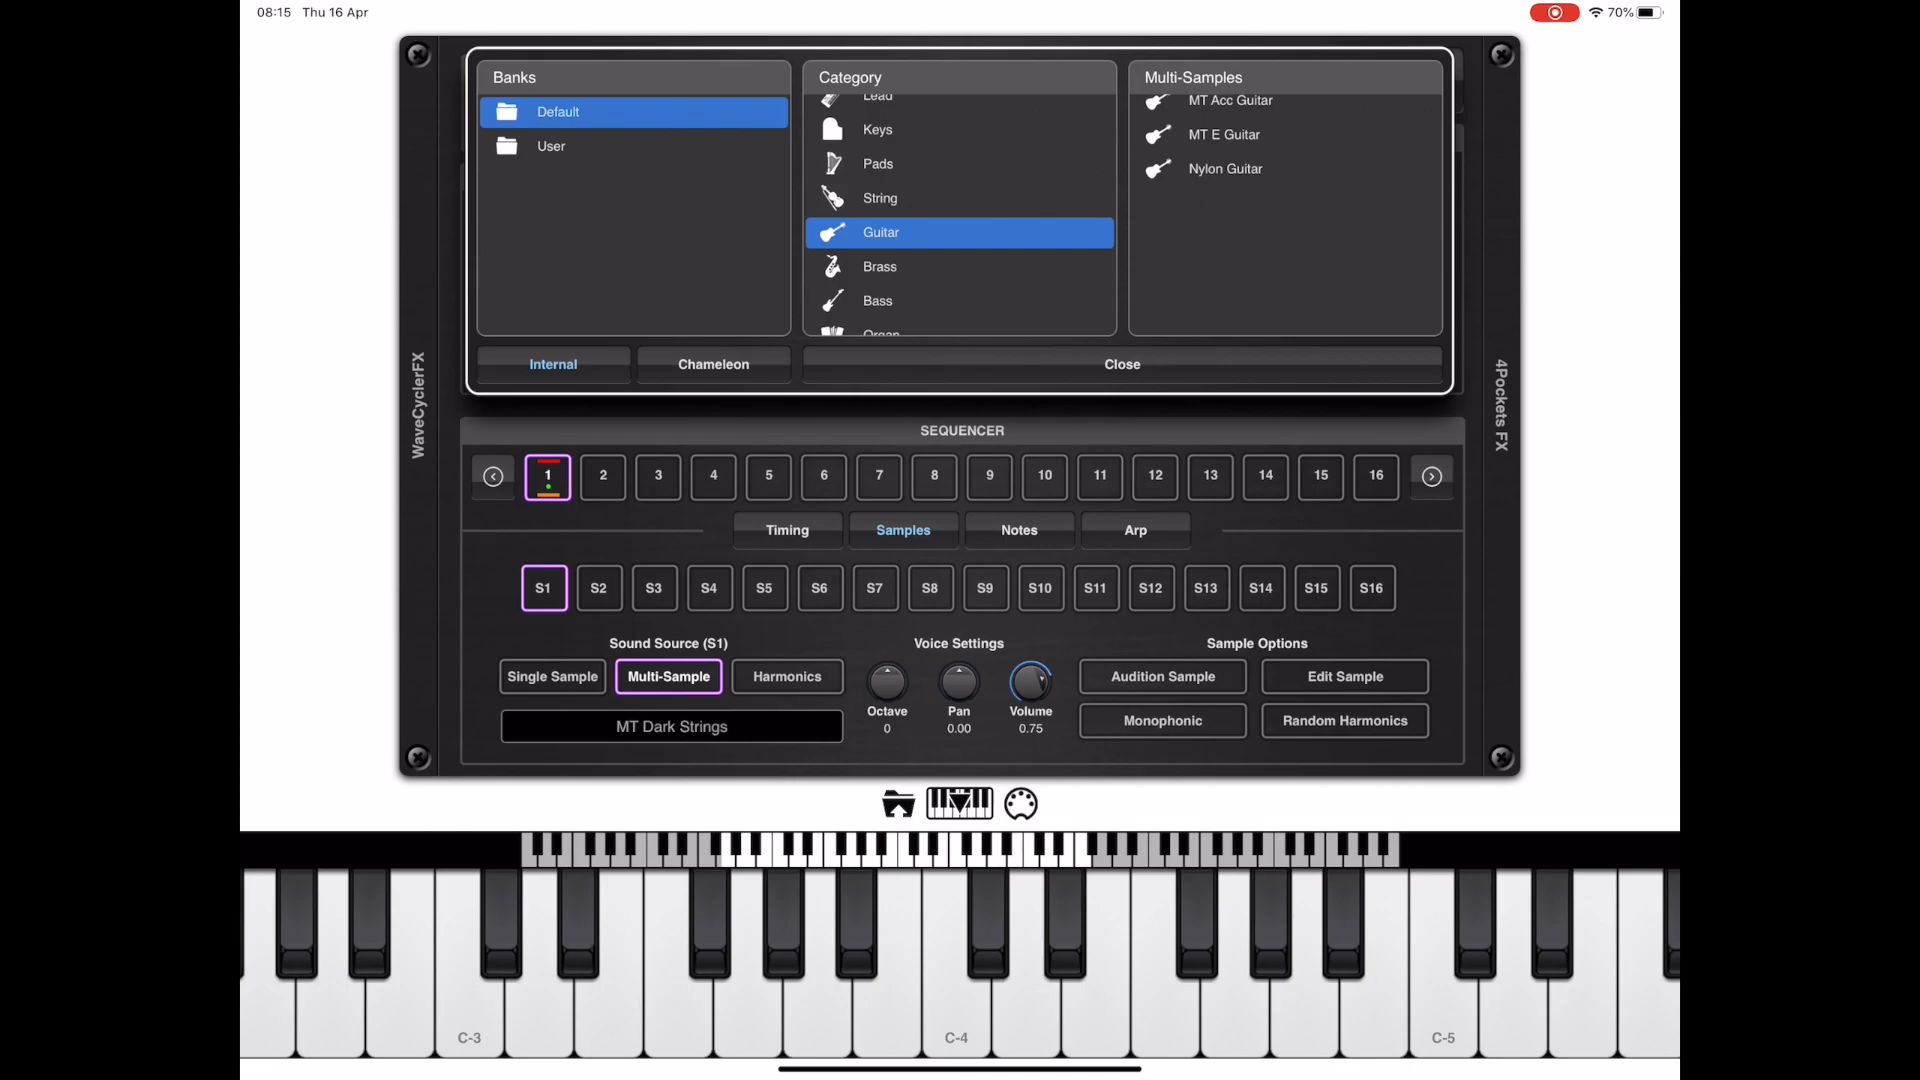 08:15 Thu 16 Apr
70%
Banks
Category
Multi-Samples
Default
User
Lead
Keys
Pads
String
Guitar
Brass
Bass
Organ
MT Acc Guitar
MT E Guitar
Nylon Guitar
Internal
Chameleon
Close
WaveCyclerFX
4Pockets FX
SEQUENCER
1 2 3 4 5 6 7 8 9 10 11 12 13 14 15 16
Timing Samples Notes Arp
S1 S2 S3 S4 S5 S6 S7 S8 S9 S10 S11 S12 S13 S14 S15 S16
Sound Source (S1)
Single Sample Multi-Sample Harmonics
MT Dark Strings
Voice Settings
Octave Pan Volume
0 0.00 0.75
Sample Options
Audition Sample Edit Sample
Monophonic Random Harmonics
C-3 C-4 C-5